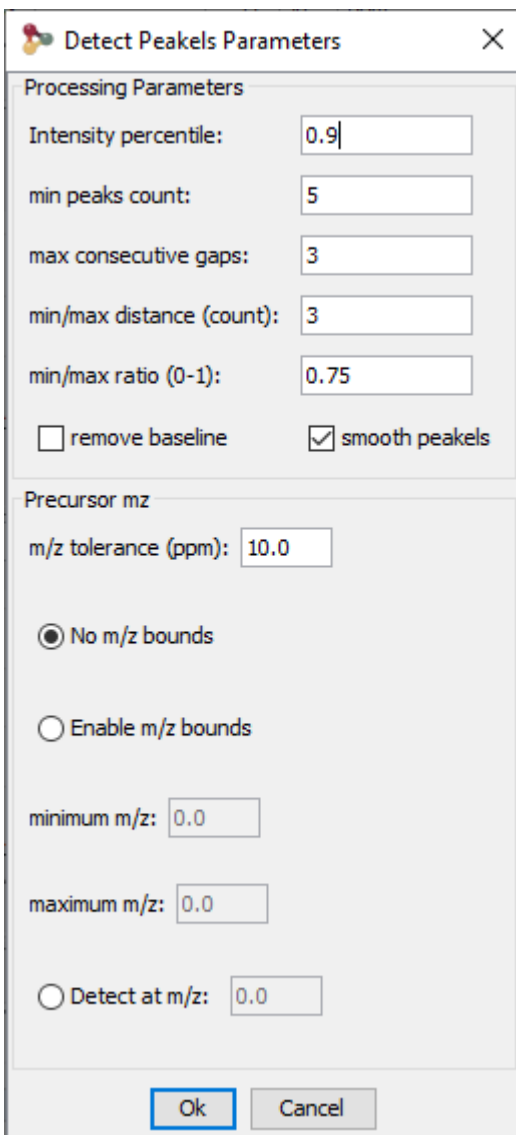 Detect Peakels Parameters
Processing Parameters
Intensity percentile: 0.9
min peaks count: 5
max consecutive gaps: 3
min/max distance (count): 3
min/max ratio (0-1): 0.75
remove baseline smooth peakels
Precursor mz
m/z tolerance (ppm): 10.0
No m/z bounds
Enable m/z bounds
minimum m/z: 0.0
maximum m/z: 0.0
Detect at m/z: 0.0
Ok Cancel